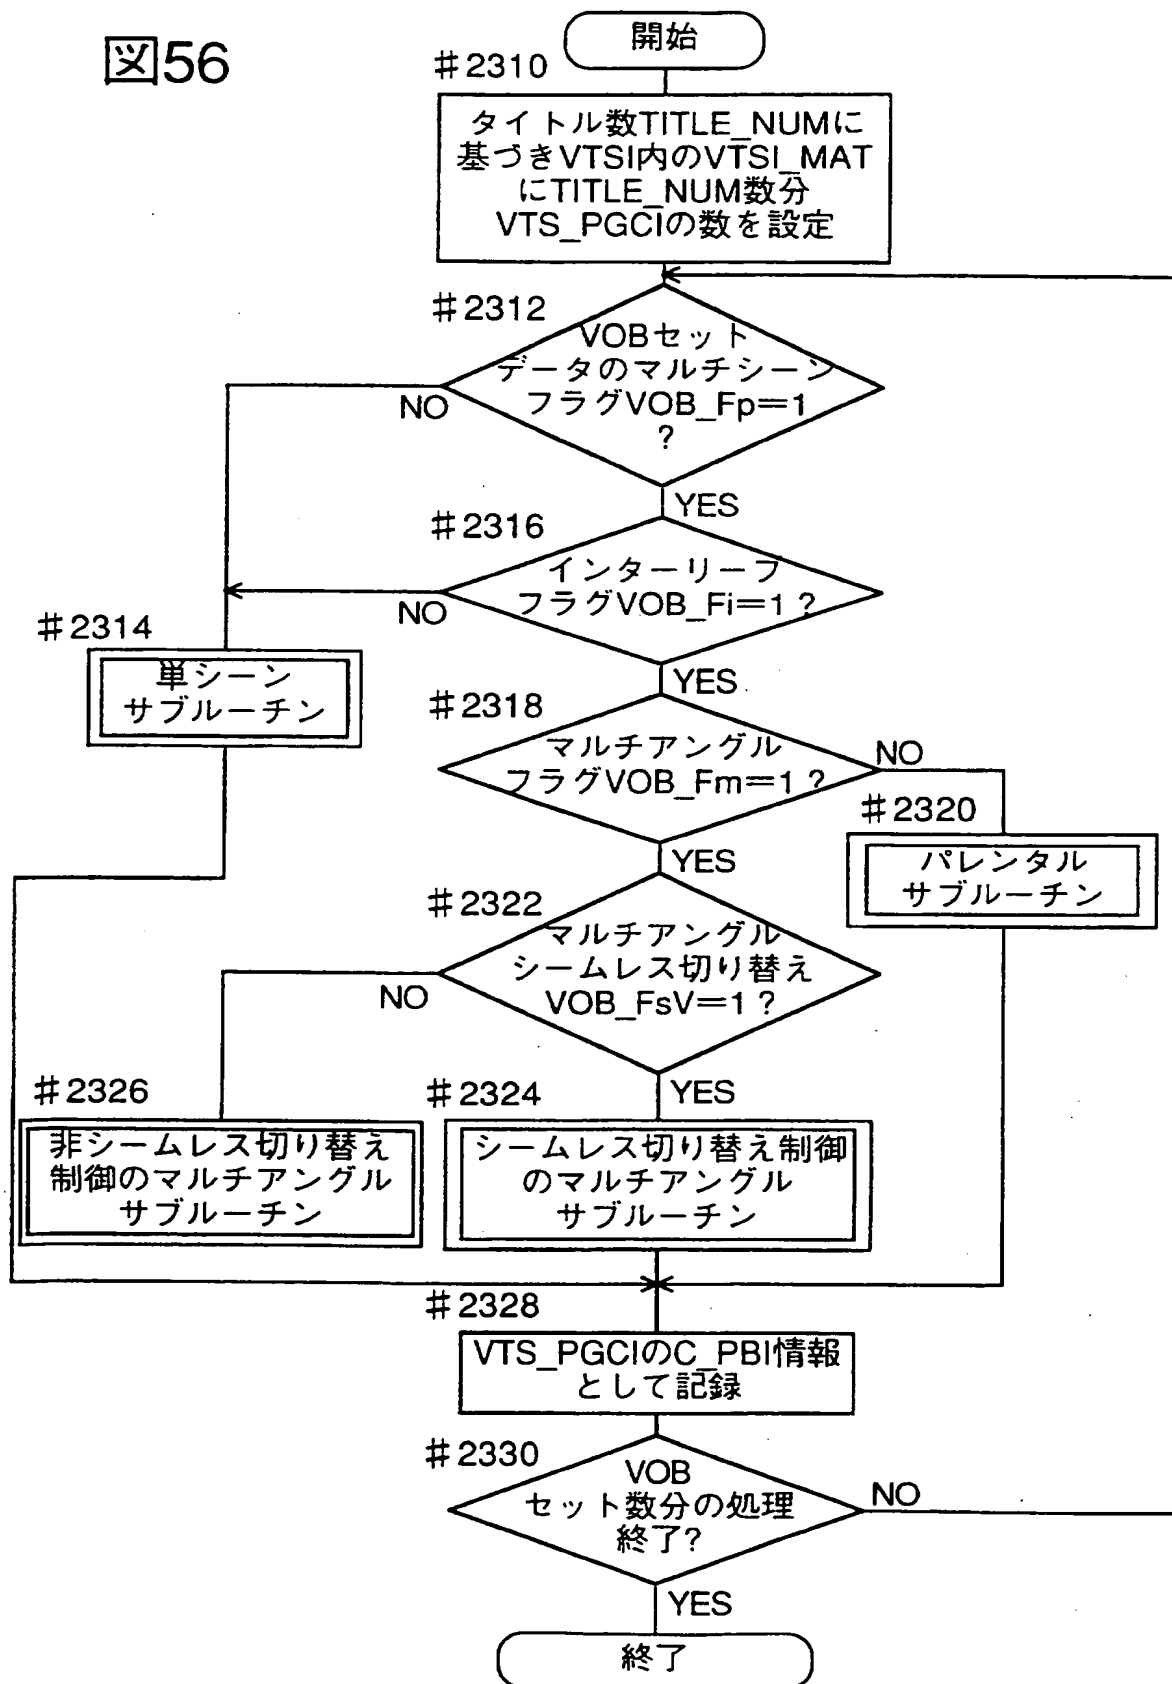 図56
開始
#2310
タイトル数TITLE_NUMに
基づきVTSI内のVTSI_MAT
にTITLE_NUM数分
VTS_PGCIの数を設定
#2312
VOBセット
データのマルチシーン
フラグVOB_Fp=1
?
NO
YES
#2316
インターリーフ
フラグVOB_Fi=1?
NO
YES
#2314
単シーン
サブルーチン
#2318
マルチアングル
フラグVOB_Fm=1?
NO
YES
#2320
パレンタル
サブルーチン
#2322
マルチアングル
シームレス切り替え
VOB_FsV=1?
NO
YES
#2326
非シームレス切り替え
制御のマルチアングル
サブルーチン
#2324
シームレス切り替え制御
のマルチアングル
サブルーチン
#2328
VTS_PGCIのC_PBI情報
として記録
#2330
VOB
セット数分の処理
終了?
NO
YES
終了